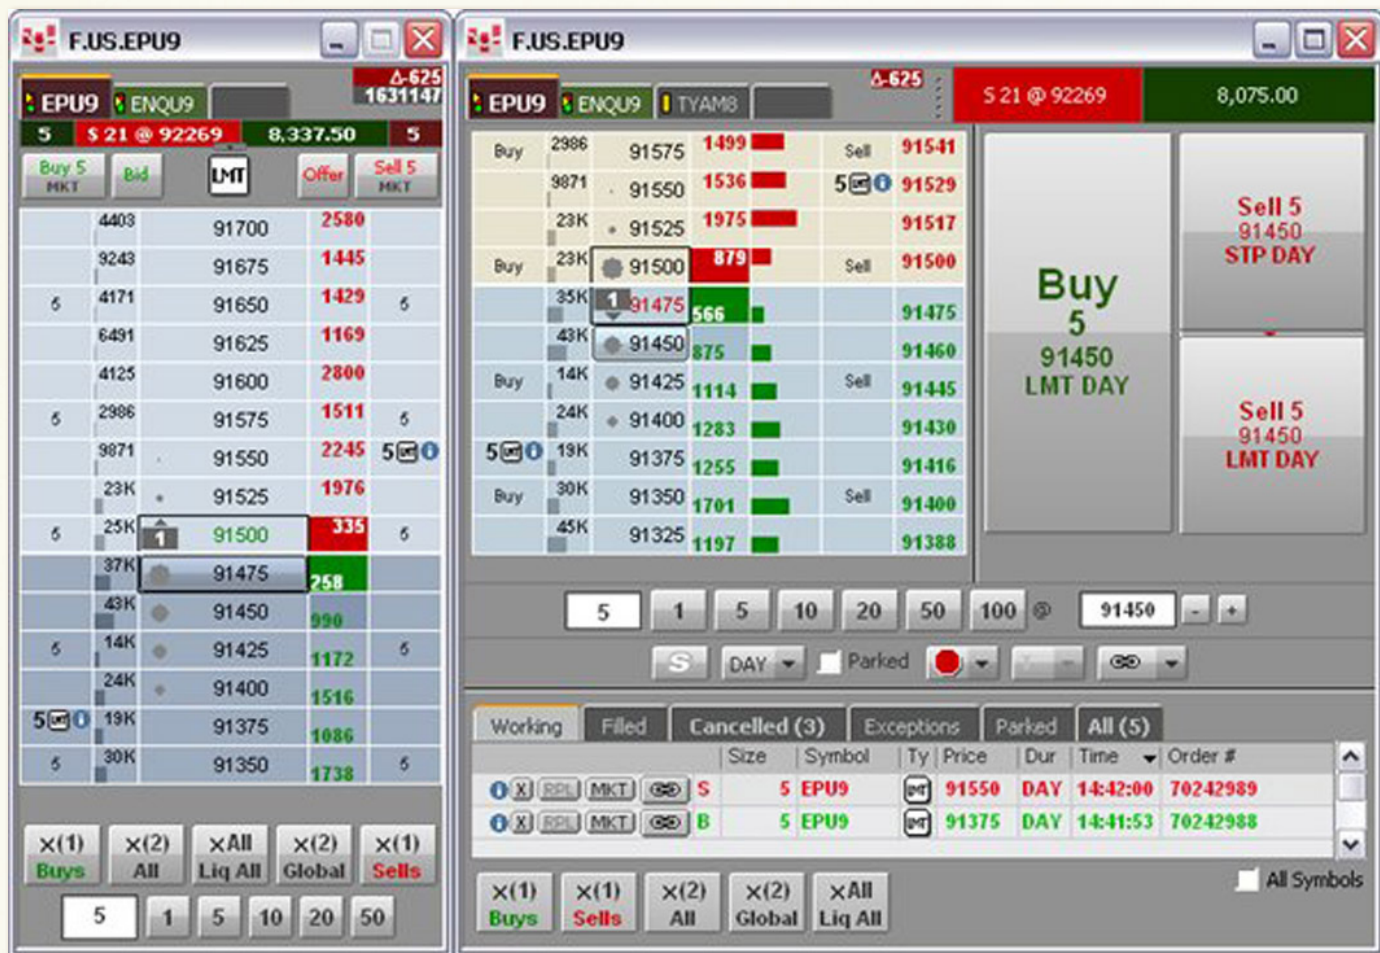 F.US.EPU9
Δ-625
EPU9 ENQU9 1631147
5 S 21 @ 92269 8,337.50 5
Buy 5 MKT Bid LMT Offer Sell 5 MKT
4403 91700 2580
9243 91675 1445
5 4171 91650 1429 5
6491 91625 1169
4125 91600 2800
5 2986 91575 1511 5
9871 91550 2245 5 LMT i
23K 91525 1976
5 25K 1 91500 335 5
37K 91475 258
43K 91450 990
5 14K 91425 1172 5
24K 91400 1516
5 LMT i 19K 91375 1086
5 30K 91350 1738 5
X(1) Buys X(2) All XAll Liq All X(2) Global X(1) Sells
5 1 5 10 20 50
F.US.EPU9
EPU9 ENQU9 TYAM8 Δ-625 S 21 @ 92269 8,075.00
Buy 2986 91575 1499 Sell 91541
9871 91550 1536 5 LMT i 91529
23K 91525 1975 91517
Buy 23K 91500 879 Sell 91500
35K 1 91475 566 91475
43K 91450 875 91460
Buy 14K 91425 1114 Sell 91445
24K 91400 1283 91430
5 LMT i 19K 91375 1255 91416
Buy 30K 91350 1701 Sell 91400
45K 91325 1197 91388
Buy
5
91450
LMT DAY
Sell 5
91450
STP DAY
Sell 5
91450
LMT DAY
5 1 5 10 20 50 100 @ 91450 - +
S DAY Parked
Working Filled Cancelled (3) Exceptions Parked All (5)
Size Symbol Ty Price Dur Time Order #
i X RPL MKT S 5 EPU9 LMT 91550 DAY 14:42:00 70242989
i X RPL MKT B 5 EPU9 LMT 91375 DAY 14:41:53 70242988
X(1) Buys X(1) Sells X(2) All X(2) Global XAll Liq All
All Symbols